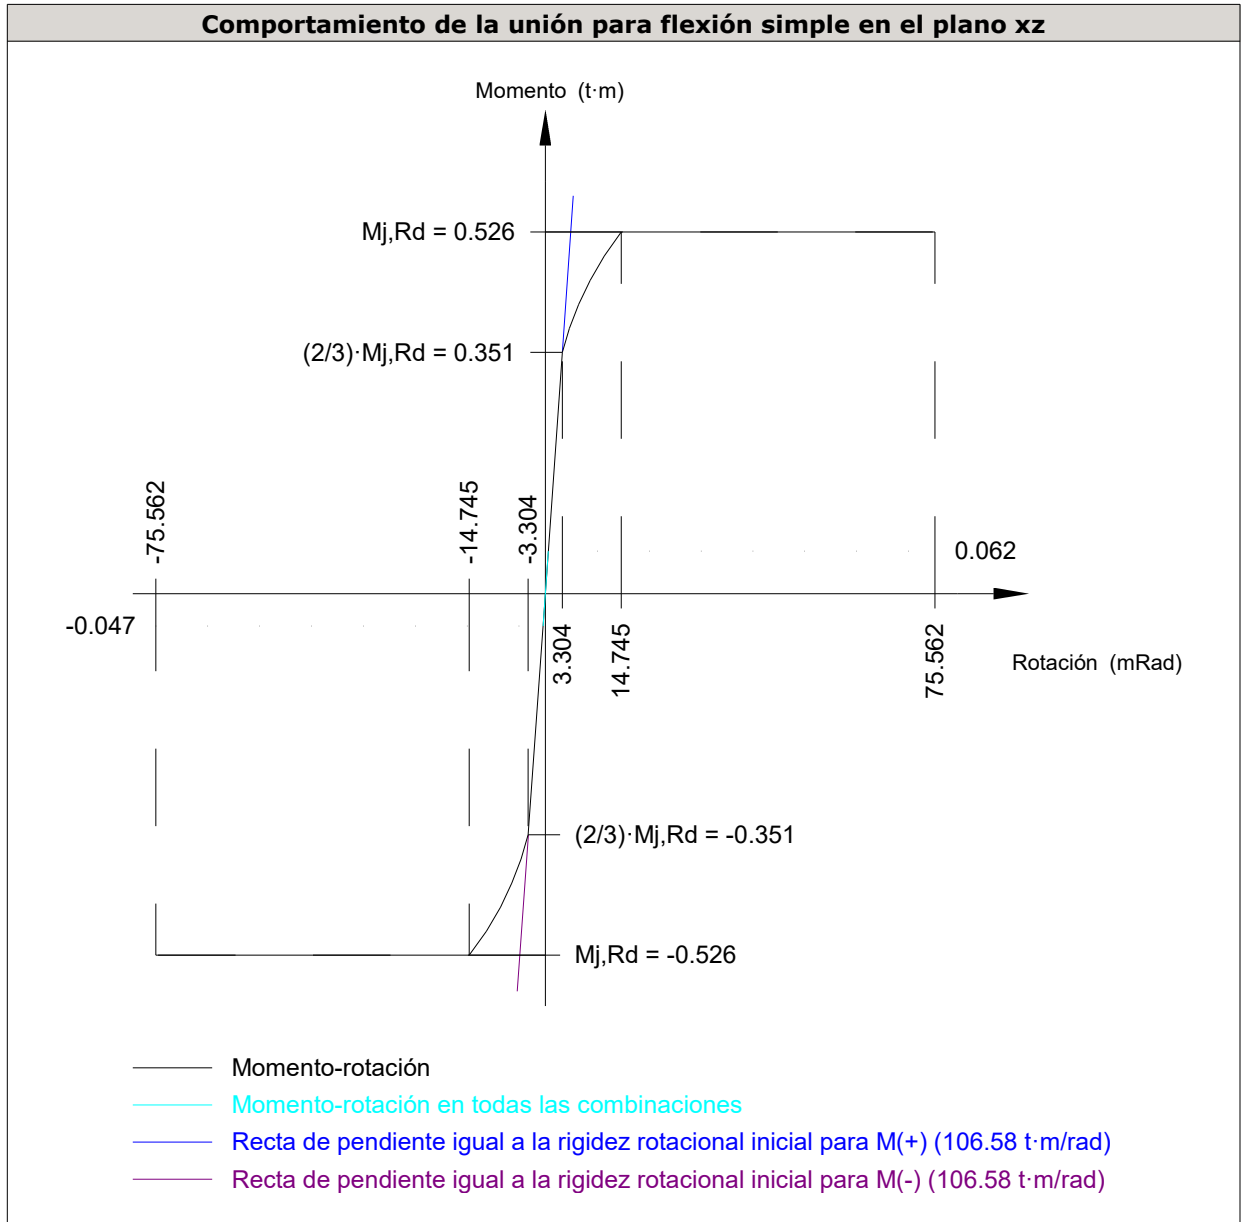 Comportamiento de la unión para flexión simple en el plano xz
Momento (t·m)
Mj,Rd = 0.526
(2/3)·Mj,Rd = 0.351
-75.562
-14.745
-3.304
0.062
-0.047
3.304
14.745
75.562
Rotación (mRad)
(2/3)·Mj,Rd = -0.351
Mj,Rd = -0.526
Momento-rotación
Momento-rotación en todas las combinaciones
Recta de pendiente igual a la rigidez rotacional inicial para M(+) (106.58 t·m/rad)
Recta de pendiente igual a la rigidez rotacional inicial para M(-) (106.58 t·m/rad)